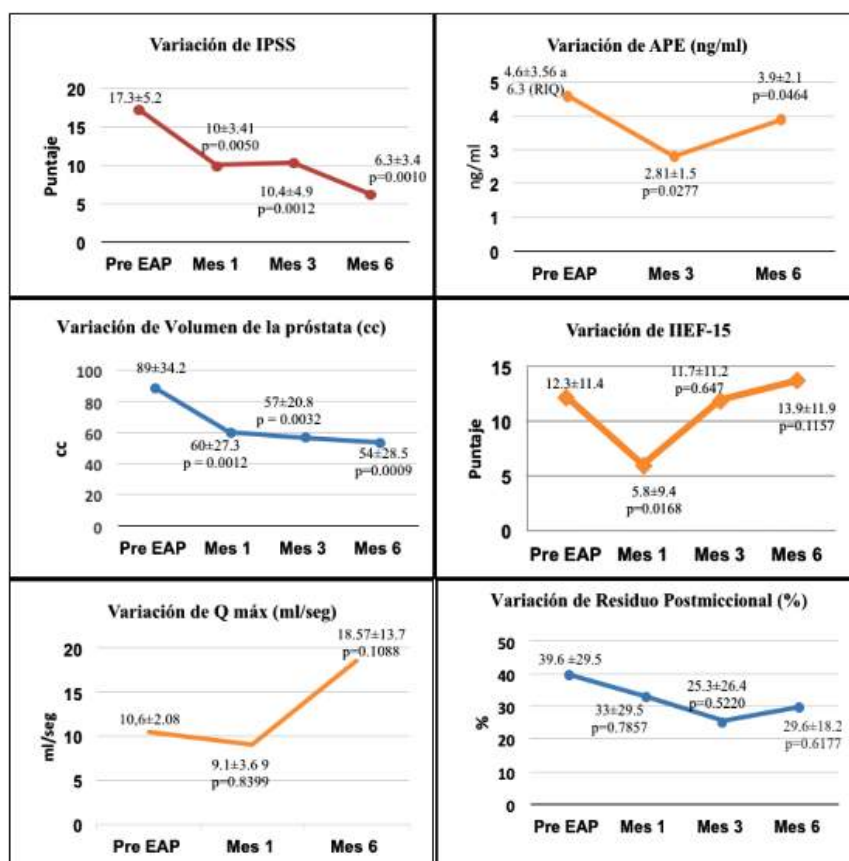 Variación de IPSS
20
15
10
5
0
Puntaje
17.3±5.2
10±3.41
p=0.0050
10,4±4.9
p=0.0012
6.3±3.4
p=0.0010
Pre EAP Mes 1 Mes 3 Mes 6
Variación de APE (ng/ml)
5
4
3
2
1
0
ng/ml
4.6±3.56 a
6.3 (RIQ)
2.81±1.5
p=0.0277
3.9±2.1
p=0.0464
Pre EAP Mes 3 Mes 6
Variación de Volumen de la próstata (cc)
100
80
60
40
20
0
cc
89±34.2
60±27.3
p = 0.0012
57±20.8
p = 0.0032
54±28.5
p=0.0009
Pre EAP Mes 1 Mes 3 Mes 6
Variación de IIEF-15
15
10
5
0
Puntaje
12.3±11.4
5.8±9.4
p=0.0168
11.7±11.2
p=0.647
13.9±11.9
p=0.1157
Pre EAP Mes 1 Mes 3 Mes 6
Variación de Q máx (ml/seg)
20
15
10
5
0
ml/seg
10,6±2.08
9.1±3.6 9
p=0.8399
18.57±13.7
p=0.1088
Pre EAP Mes 1 Mes 6
Variación de Residuo Postmiccional (%)
50
40
30
20
10
0
%
39.6 ±29.5
33±29.5
p=0.7857
25.3±26.4
p=0.5220
29.6±18.2
p=0.6177
Pre EAP Mes 1 Mes 3 Mes 6